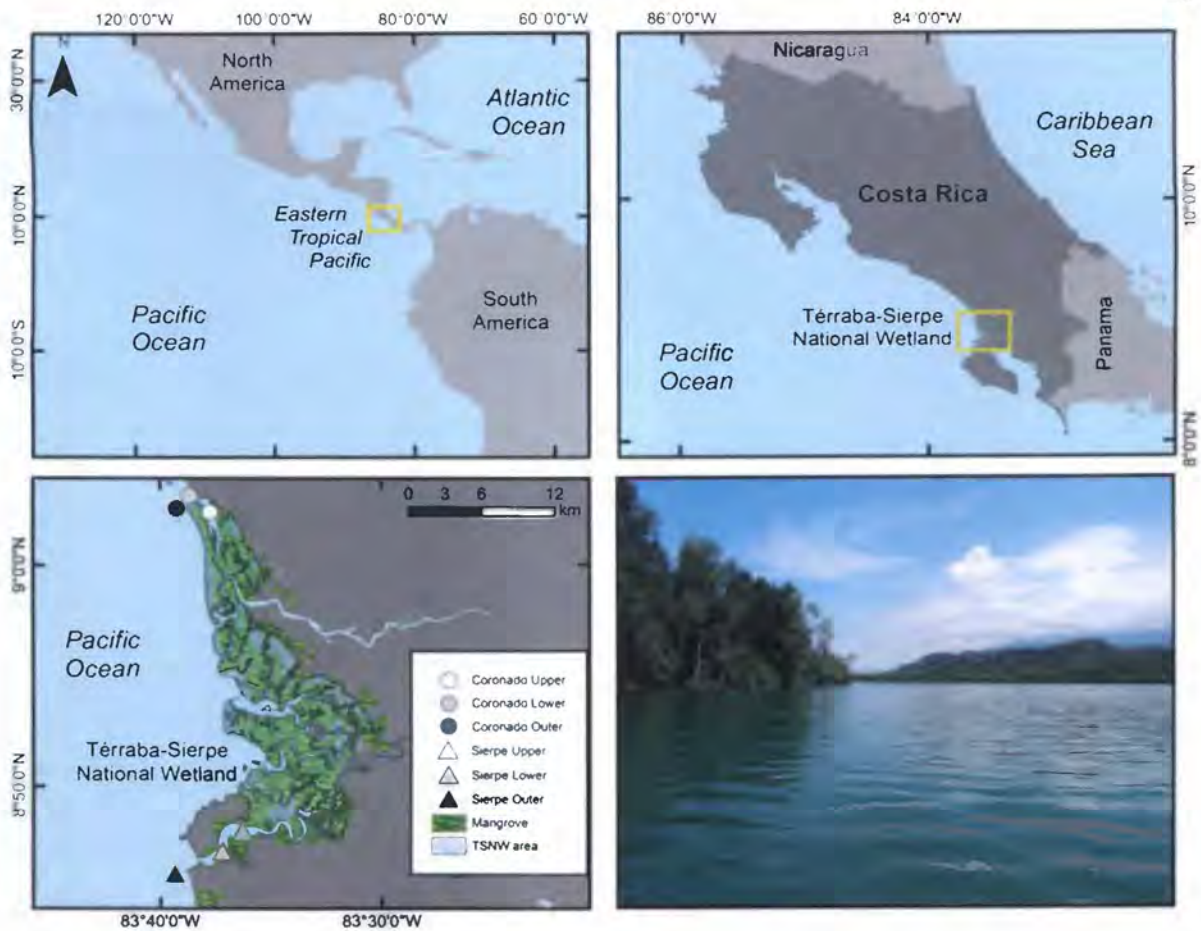 120°0'0"W 100°0'0"W 80°0'0"W 60°0'0"W
30°0'0"N
10°0'0"N
10°0'0"S
N
North
America
Atlantic
Ocean
Eastern
Tropical
Pacific
Pacific
Ocean
South
America
86°0'0"W 84°0'0"W
Nicaragua
Caribbean
Sea
Costa Rica
Térraba-Sierpe
National Wetland
Pacific
Ocean
Panama
10°0'0"N
8°0'0"N
9°0'0"N
8°50'0"N
0 3 6 12
km
Pacific
Ocean
Térraba-Sierpe
National Wetland
Coronado Upper
Coronado Lower
Coronado Outer
Sierpe Upper
Sierpe Lower
Sierpe Outer
Mangrove
TSNW area
83°40'0"W 83°30'0"W